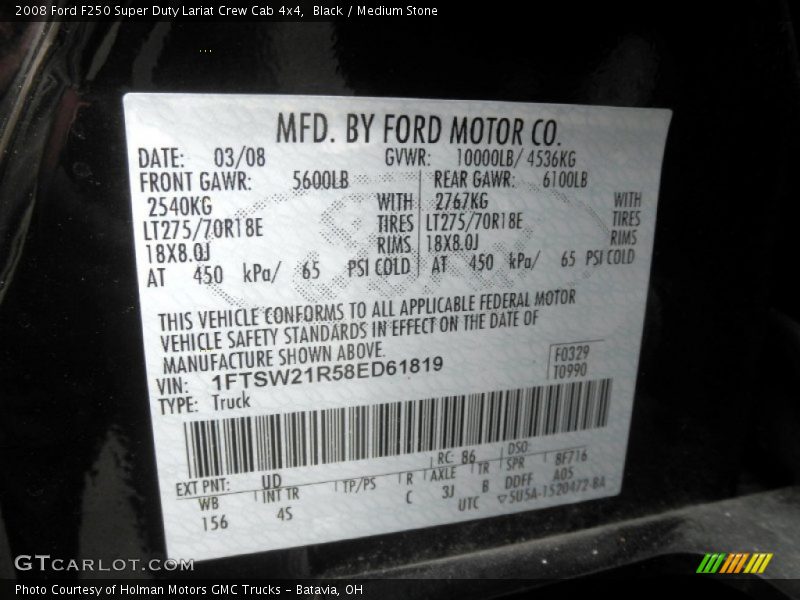 2008 Ford F250 Super Duty Lariat Crew Cab 4x4, Black / Medium Stone
MFD. BY FORD MOTOR CO.
DATE: 03/08 GVWR: 10000LB/ 4536KG
FRONT GAWR: 5600LB REAR GAWR: 6100LB
2540KG WITH 2767KG WITH
LT275/70R18E TIRES LT275/70R18E TIRES
18X8.0J RIMS 18X8.0J RIMS
AT 450 kPa/ 65 PSI COLD AT 450 kPa/ 65 PSI COLD
THIS VEHICLE CONFORMS TO ALL APPLICABLE FEDERAL MOTOR
VEHICLE SAFETY STANDARDS IN EFFECT ON THE DATE OF
MANUFACTURE SHOWN ABOVE.
VIN: 1FTSW21R58ED61819
F0329
T0990
TYPE: Truck
EXT PNT: UD RC: 86 DSO:
WB INT TR TP/PS R AXLE TR SPR 8F716
156 4S C 3J B DDFF A05
UTC ▽5U5A-1520472-BA
GTCARLOT.COM
Photo Courtesy of Holman Motors GMC Trucks – Batavia, OH